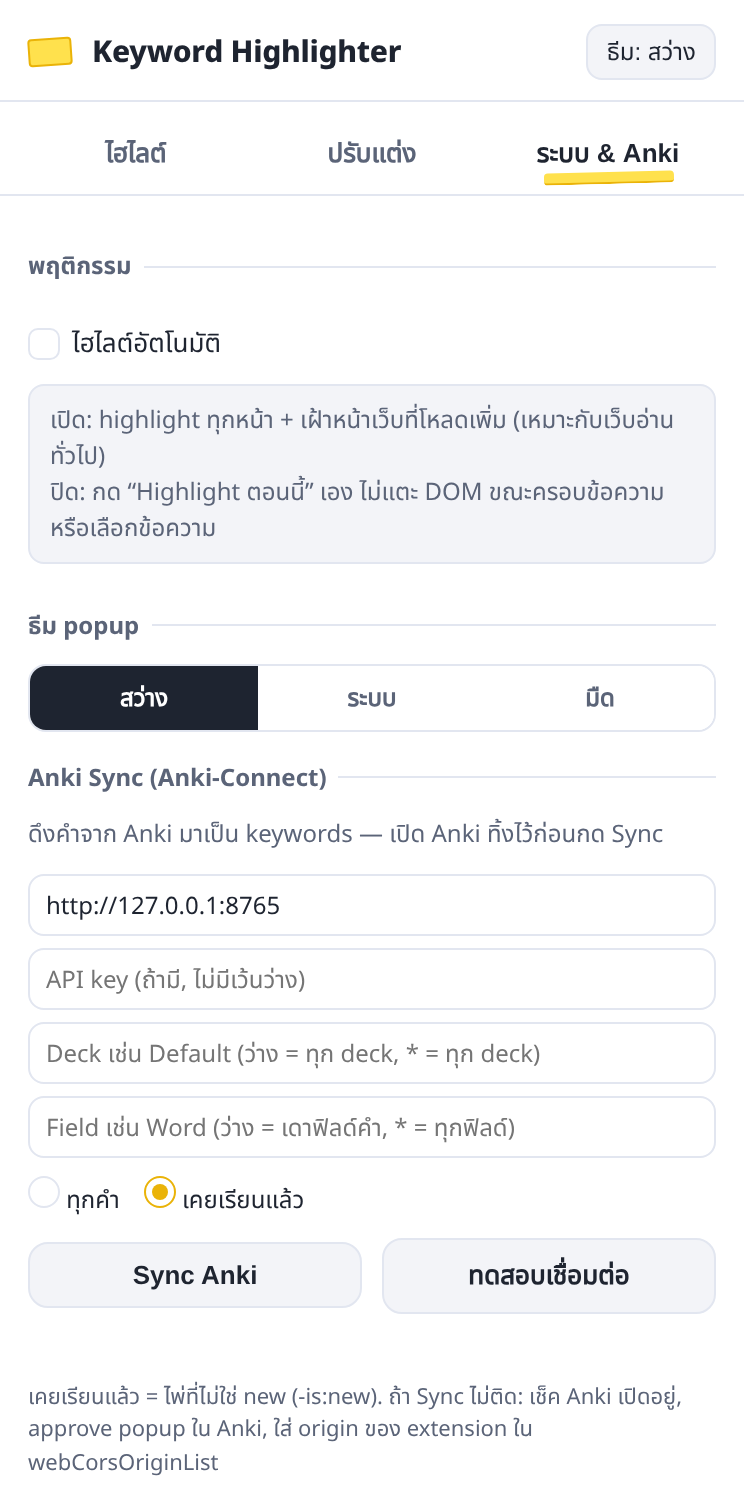 Keyword Highlighter
ธีม: สว่าง
ไฮไลต์
ปรับแต่ง
ระบบ & Anki
พฤติกรรม
ไฮไลต์อัตโนมัติ
เปิด: highlight ทุกหน้า + เฝ้าหน้าเว็บที่โหลดเพิ่ม (เหมาะกับเว็บอ่าน
ทั่วไป)
ปิด: กด “Highlight ตอนนี้” เอง ไม่แตะ DOM ขณะครอบข้อความ
หรือเลือกข้อความ
ธีม popup
สว่าง
ระบบ
มืด
Anki Sync (Anki-Connect)
ดึงคำจาก Anki มาเป็น keywords — เปิด Anki ทิ้งไว้ก่อนกด Sync
http://127.0.0.1:8765
API key (ถ้ามี, ไม่มีเว้นว่าง)
Deck เช่น Default (ว่าง = ทุก deck, * = ทุก deck)
Field เช่น Word (ว่าง = เดาฟิลด์คำ, * = ทุกฟิลด์)
ทุกคำ
เคยเรียนแล้ว
Sync Anki
ทดสอบเชื่อมต่อ
เคยเรียนแล้ว = ไพ่ที่ไม่ใช่ new (-is:new). ถ้า Sync ไม่ติด: เช็ค Anki เปิดอยู่,
approve popup ใน Anki, ใส่ origin ของ extension ใน
webCorsOriginList